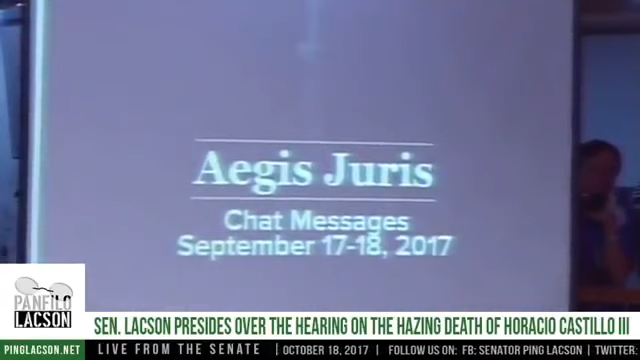 Aegis Juris
Chat Messages
September 17-18, 2017
PANFILO
LACSON
SEN. LACSON PRESIDES OVER THE HEARING ON THE HAZING DEATH OF HORACIO CASTILLO III
PINGLACSON.NET
LIVE FROM THE SENATE | OCTOBER 18, 2017 | FOLLOW US ON: FB: SENATOR PING LACSON | TWITTER